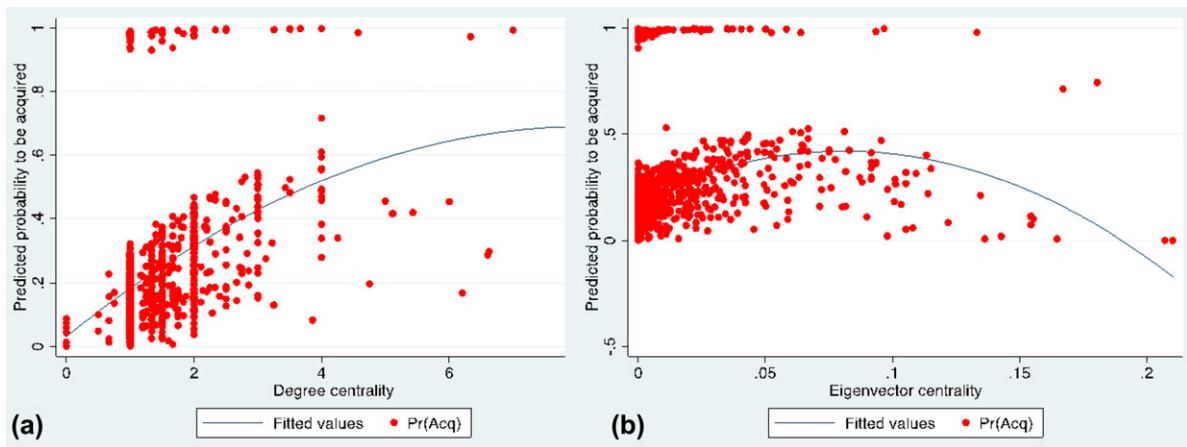 Predicted probability to be acquired
1
.8
.6
.4
.2
0
0 2 4 6
Degree centrality
Fitted values Pr(Acq)
(a)
Predicted probability to be acquired
1
.5
0
-.5
0 .05 .1 .15 .2
Eigenvector centrality
Fitted values Pr(Acq)
(b)